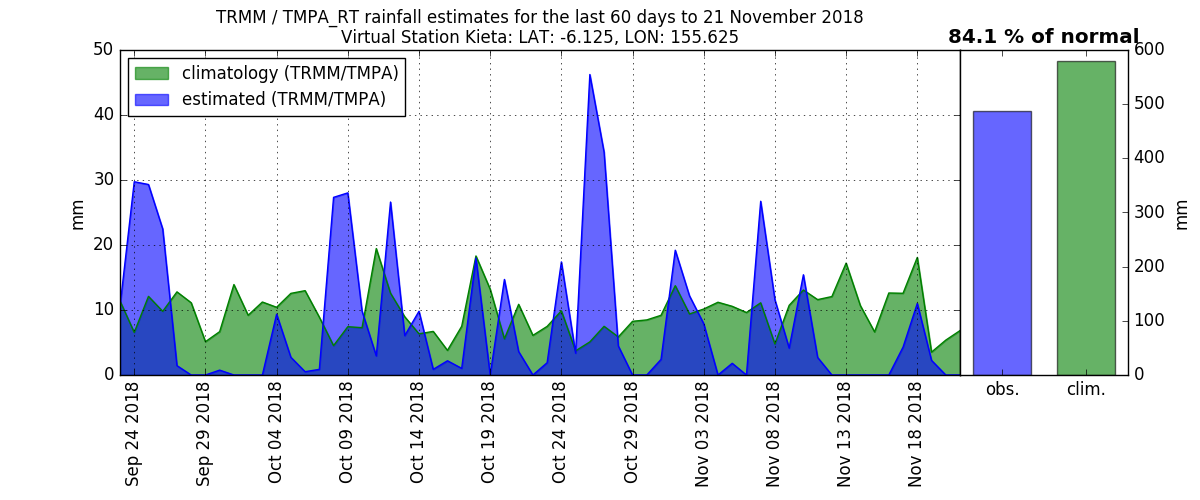 TRMM / TMPA_RT rainfall estimates for the last 60 days to 21 November 2018
Virtual Station Kieta: LAT: -6.125, LON: 155.625
84.1 % of normal
climatology (TRMM/TMPA)
estimated (TRMM/TMPA)
50
40
30
20
10
0
mm
Sep 24 2018
Sep 29 2018
Oct 04 2018
Oct 09 2018
Oct 14 2018
Oct 19 2018
Oct 24 2018
Oct 29 2018
Nov 03 2018
Nov 08 2018
Nov 13 2018
Nov 18 2018
obs.
clim.
600
500
400
300
200
100
0
mm